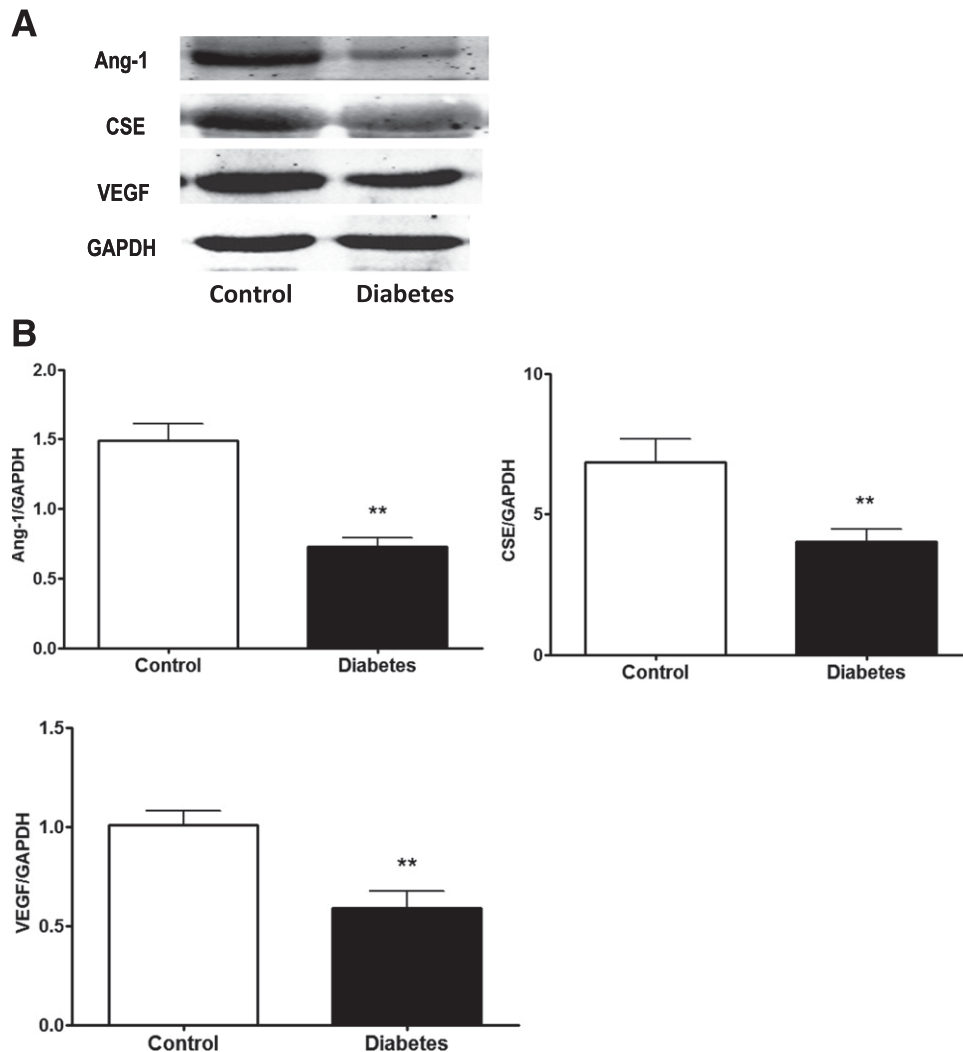 A
Ang-1
CSE
VEGF
GAPDH
Control Diabetes
B
2.0
1.5
1.0
0.5
0.0
Ang-1/GAPDH
**
Control Diabetes
10
5
0
CSE/GAPDH
**
Control Diabetes
1.5
1.0
0.5
0.0
VEGF/GAPDH
**
Control Diabetes